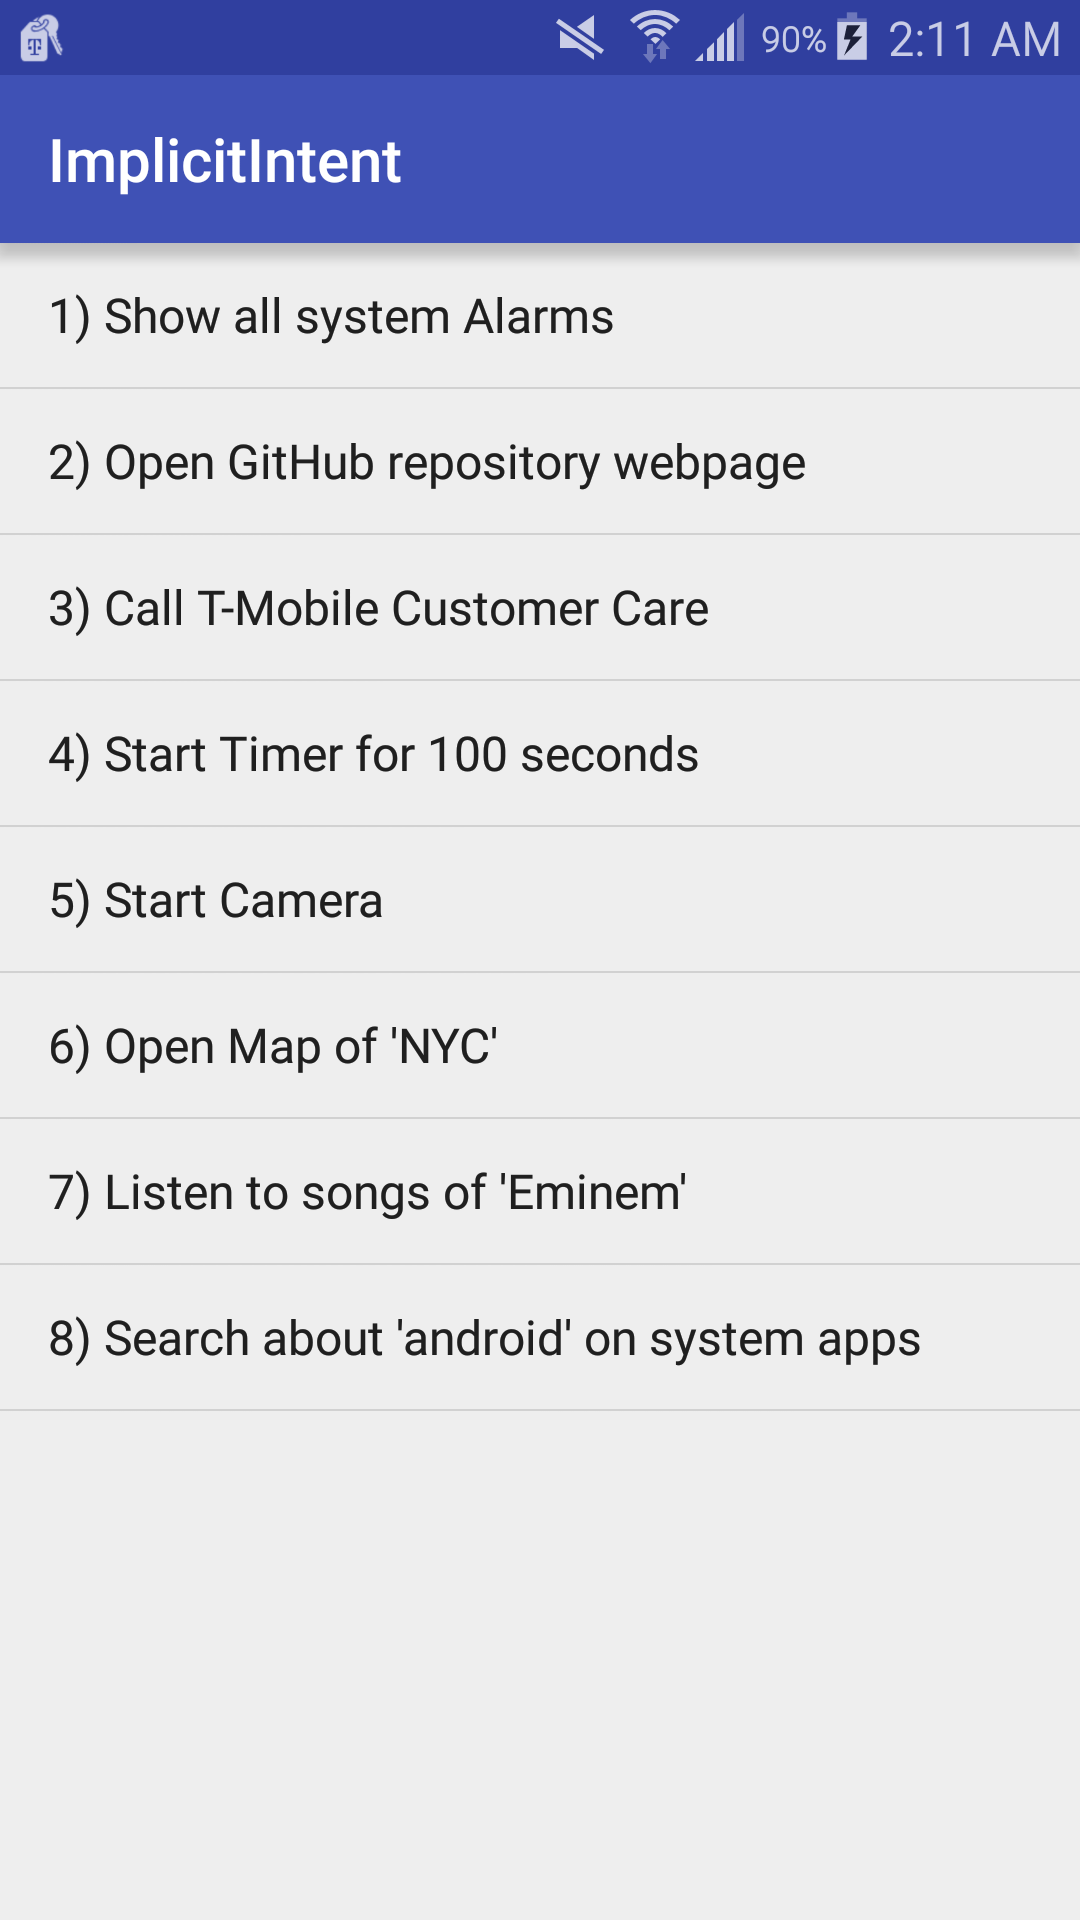 T 90% 2:11 AM
ImplicitIntent
1) Show all system Alarms
2) Open GitHub repository webpage
3) Call T-Mobile Customer Care
4) Start Timer for 100 seconds
5) Start Camera
6) Open Map of 'NYC'
7) Listen to songs of 'Eminem'
8) Search about 'android' on system apps